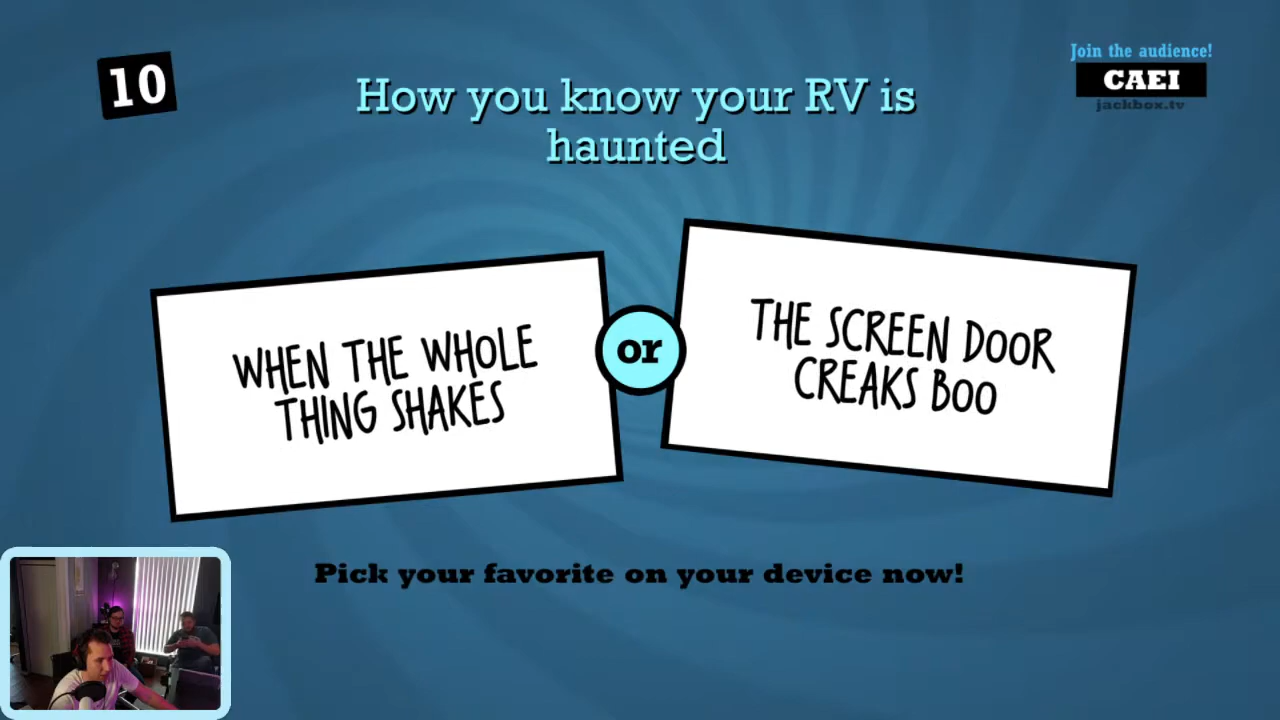 10
Join the audience!
CAEI
jackbox.tv
How you know your RV is
haunted
WHEN THE WHOLE
THING SHAKES
or
THE SCREEN DOOR
CREAKS BOO
Pick your favorite on your device now!